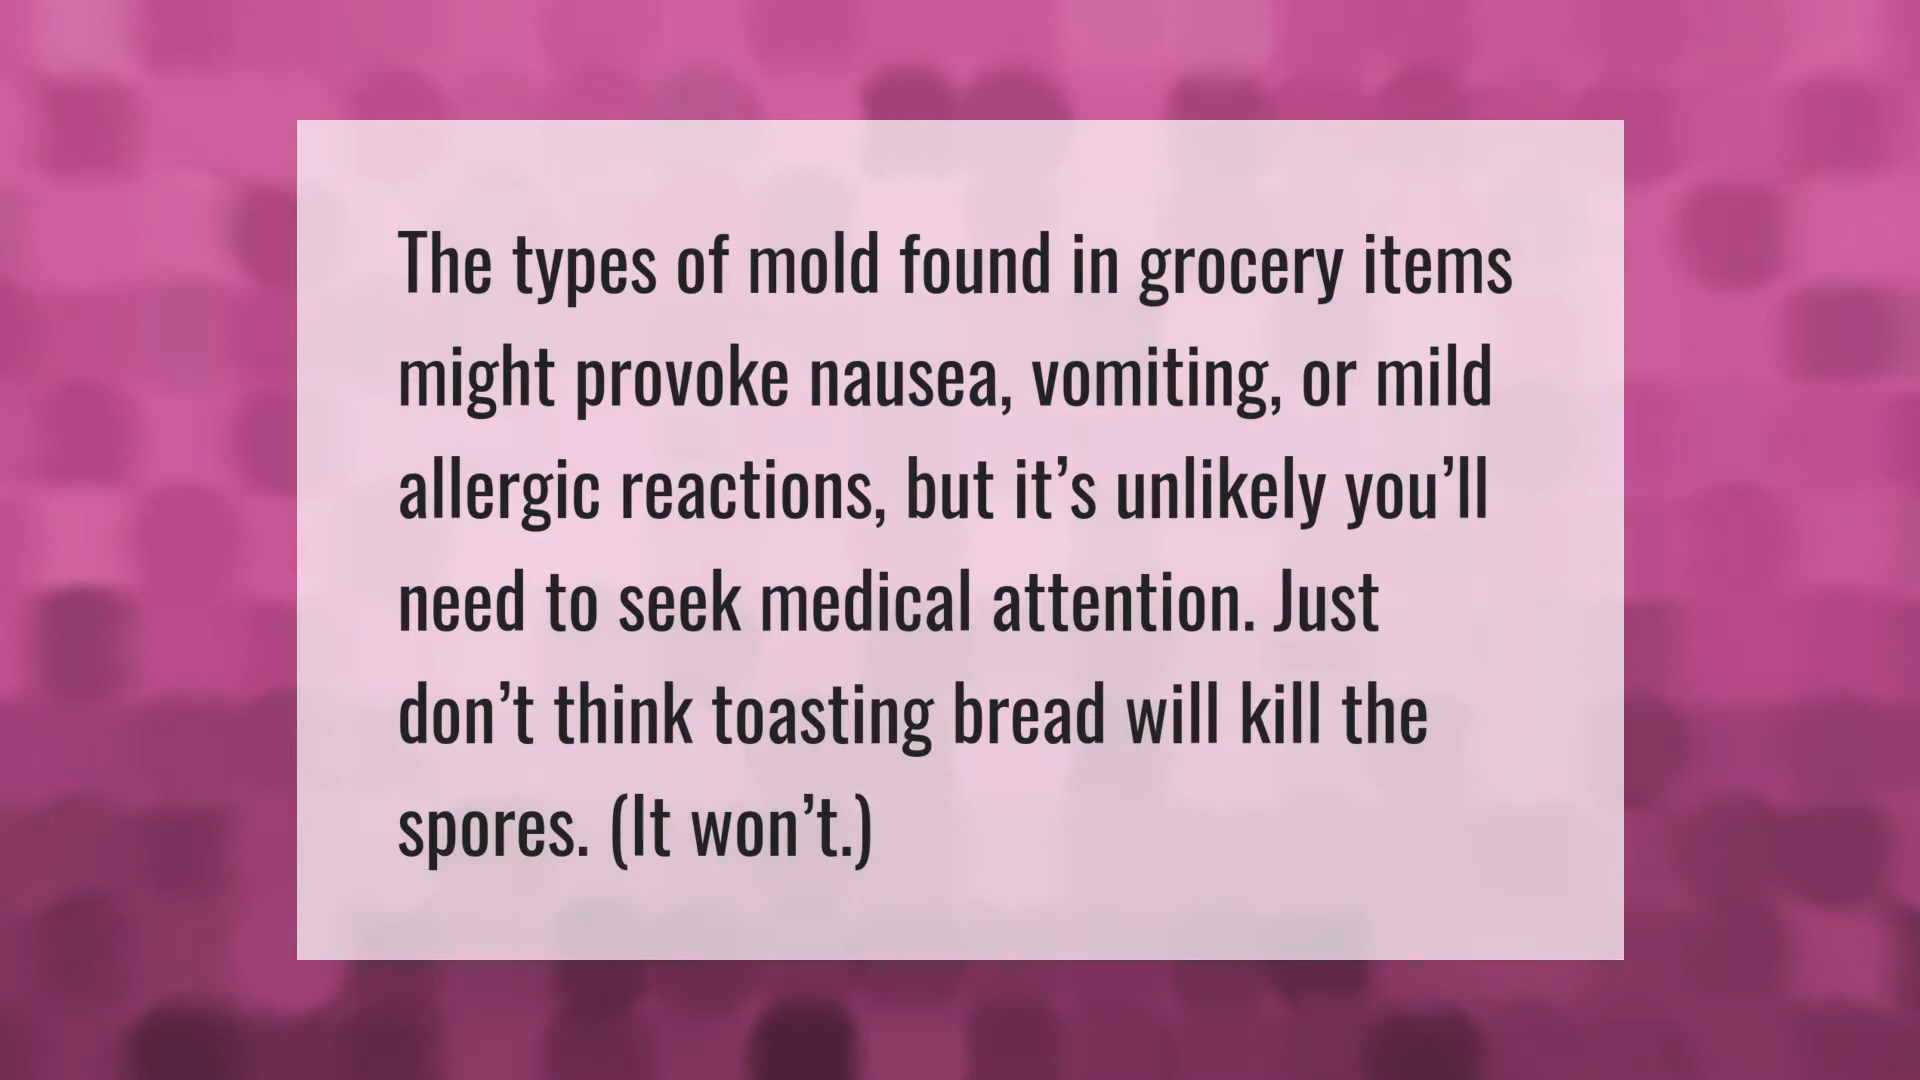 The types of mold found in grocery items
might provoke nausea, vomiting, or mild
allergic reactions, but it’s unlikely you’ll
need to seek medical attention. Just
don’t think toasting bread will kill the
spores. (It won’t.)